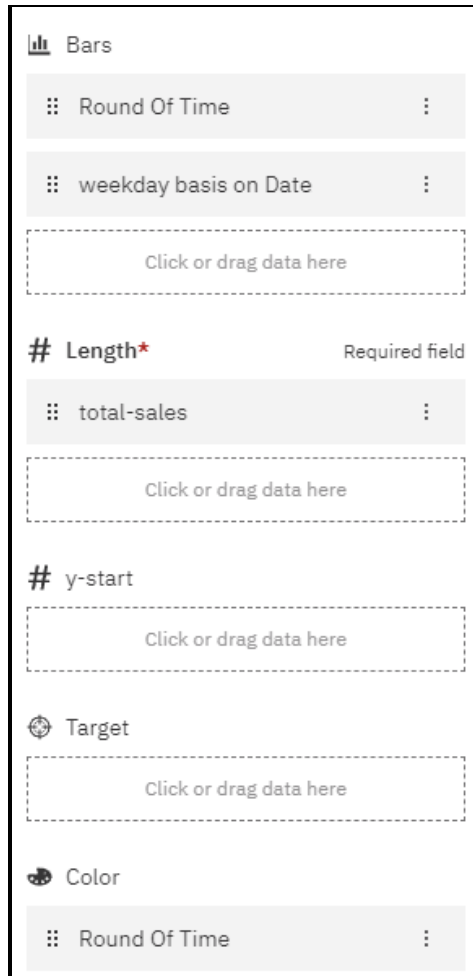 Bars
Round Of Time
weekday basis on Date
Click or drag data here
# Length* Required field
total-sales
Click or drag data here
# y-start
Click or drag data here
Target
Click or drag data here
Color
Round Of Time